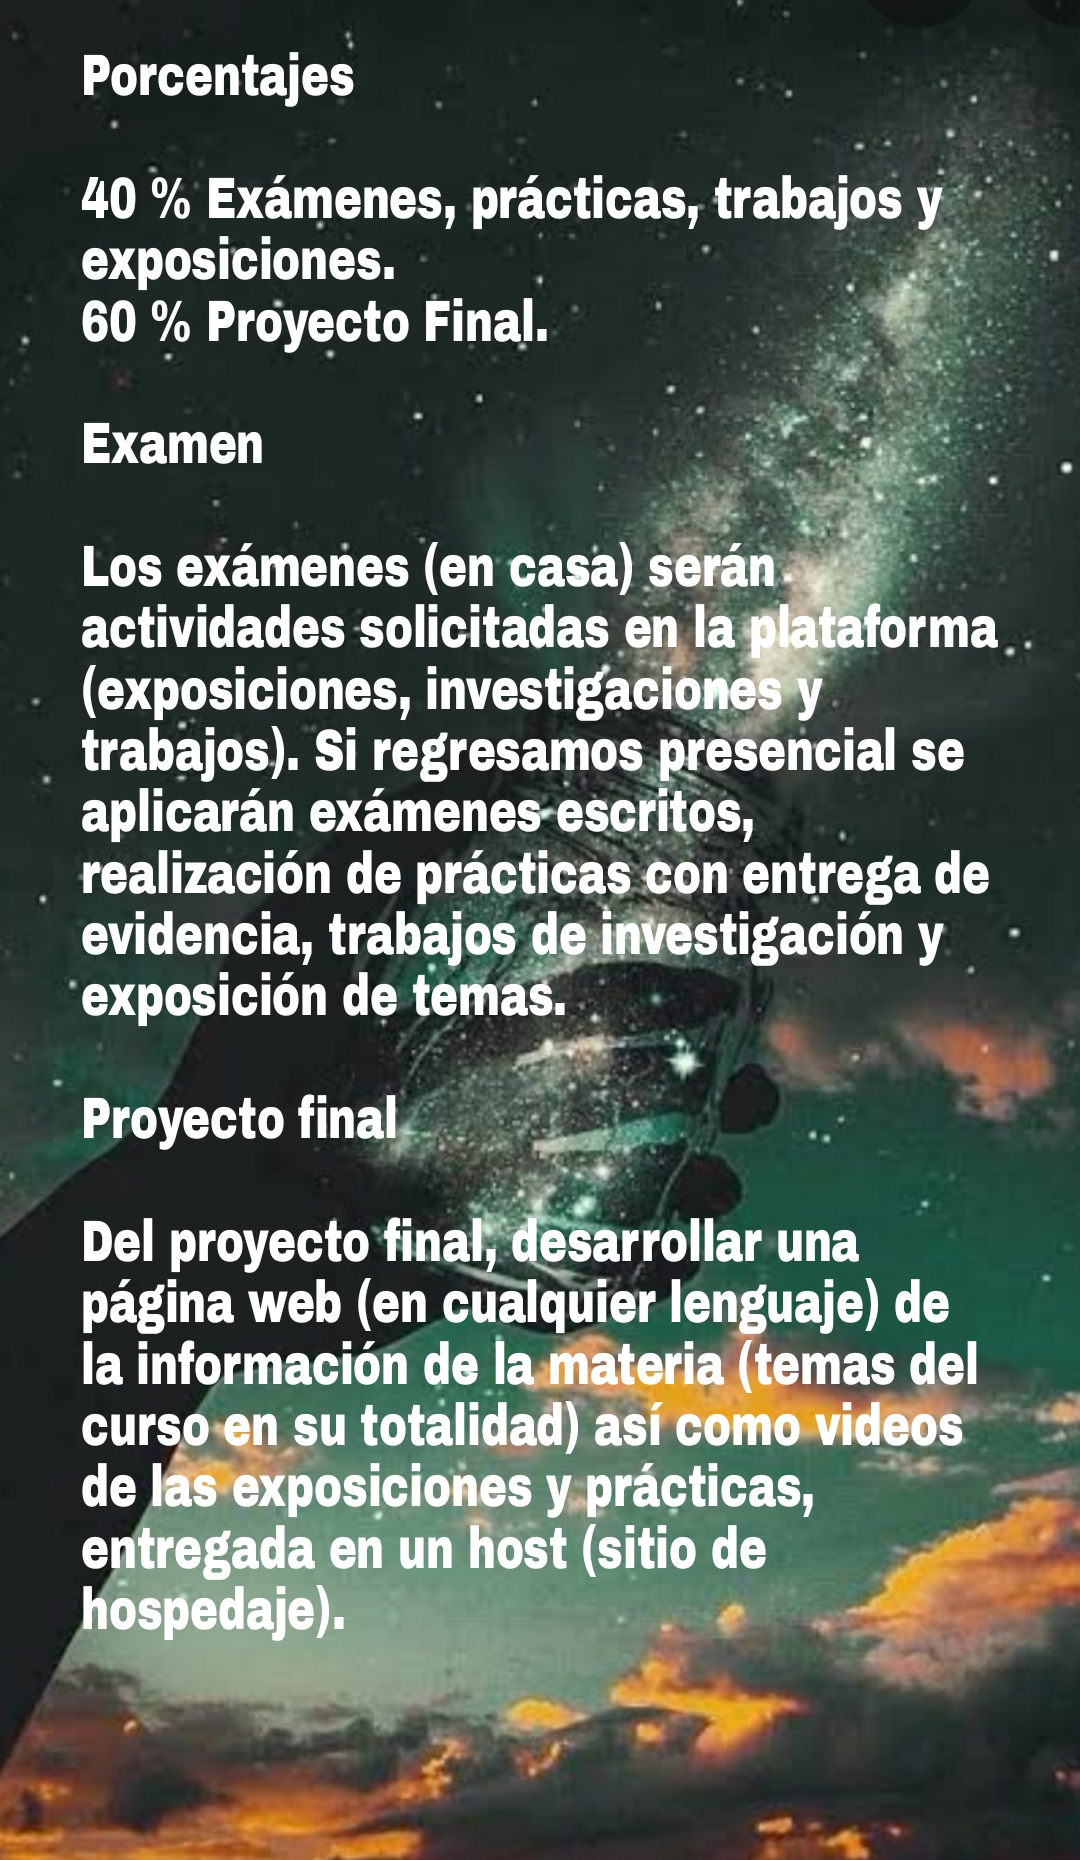 Porcentajes
40 % Exámenes, prácticas, trabajos y
exposiciones.
60 % Proyecto Final.
Examen
Los exámenes (en casa) serán
actividades solicitadas en la plataforma
(exposiciones, investigaciones y
trabajos). Si regresamos presencial se
aplicarán exámenes escritos,
realización de prácticas con entrega de
evidencia, trabajos de investigación y
exposición de temas.
Proyecto final
Del proyecto final, desarrollar una
página web (en cualquier lenguaje) de
la información de la materia (temas del
curso en su totalidad) así como videos
de las exposiciones y prácticas,
entregada en un host (sitio de
hospedaje).